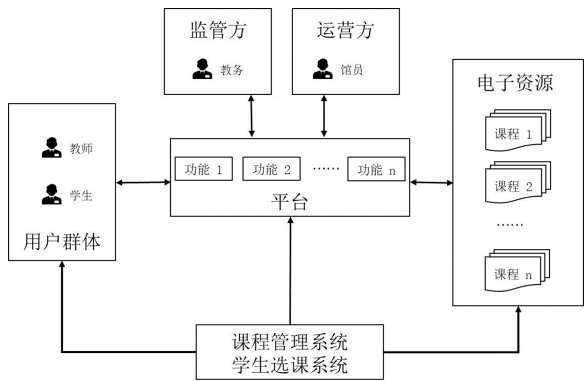 监管方
教务
运营方
馆员
电子资源
课程 1
课程 2
……
课程 n
教师
学生
用户群体
功能 1
功能 2
……
功能 n
平台
课程管理系统
学生选课系统